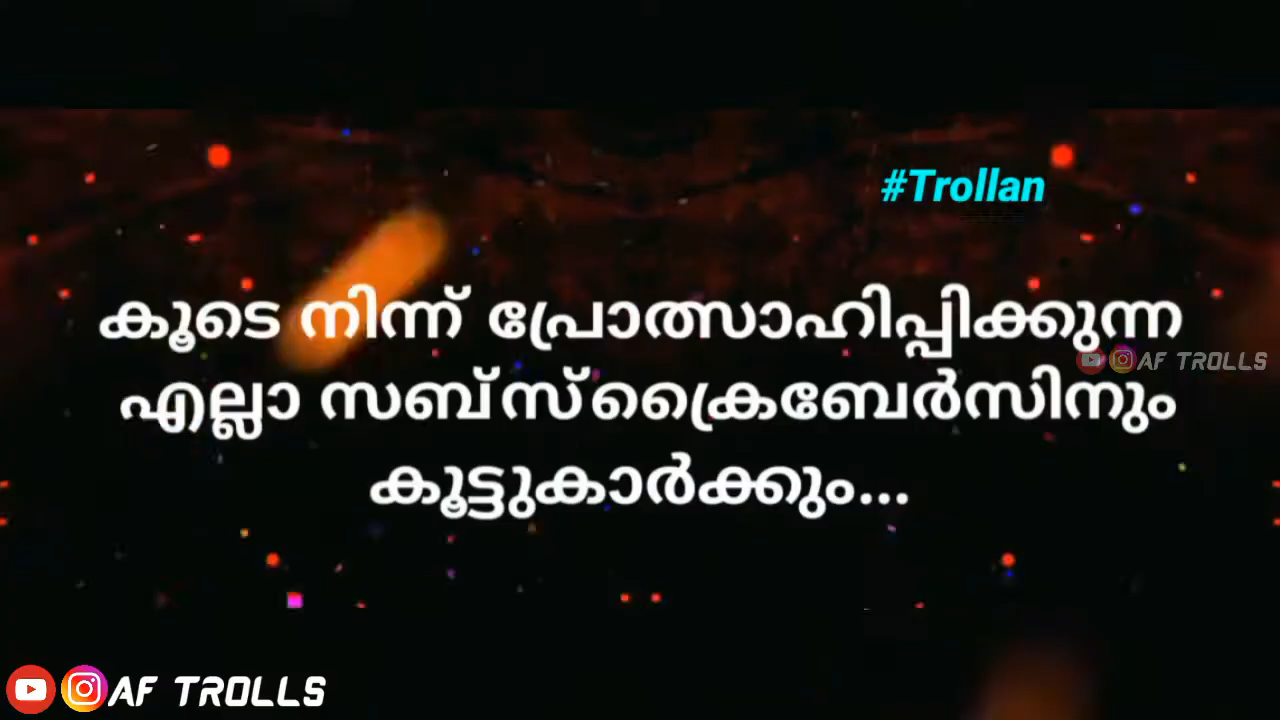 #Trollan
കൂടെ നിന്ന് പ്രോത്സാഹിപ്പിക്കുന്ന
എല്ലാ സബ്സ്ക്രൈബേർസിനും
AF TROLLS
കൂട്ടുകാർക്കും...
AF TROLLS